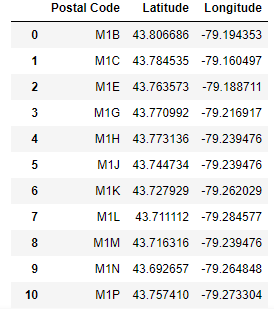 Postal Code Latitude Longitude
0 M1B 43.806686 -79.194353
1 M1C 43.784535 -79.160497
2 M1E 43.763573 -79.188711
3 M1G 43.770992 -79.216917
4 M1H 43.773136 -79.239476
5 M1J 43.744734 -79.239476
6 M1K 43.727929 -79.262029
7 M1L 43.711112 -79.284577
8 M1M 43.716316 -79.239476
9 M1N 43.692657 -79.264848
10 M1P 43.757410 -79.273304